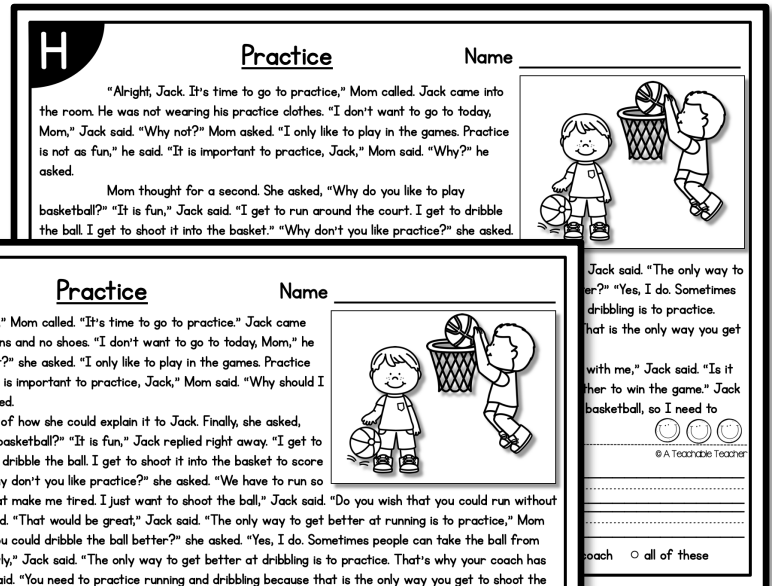 H
Practice
Name
“Alright, Jack. It’s time to go to practice,” Mom called. Jack came into
the room. He was not wearing his practice clothes. “I don’t want to go to today,
Mom,” Jack said. “Why not?” Mom asked. “I only like to play in the games. Practice
is not as fun,” he said. “It is important to practice, Jack,” Mom said. “Why?” he
asked.
Mom thought for a second. She asked, “Why do you like to play
basketball?” “It is fun,” Jack said. “I get to run around the court. I get to dribble
the ball. I get to shoot it into the basket.” “Why don’t you like practice?” she asked.
Jack said. “The only way to
er?” “Yes, I do. Sometimes
dribbling is to practice.
hat is the only way you get
with me,” Jack said. “Is it
her to win the game.” Jack
basketball, so I need to
© A Teachable Teacher
coach O all of these
Practice
Name
,” Mom called. “It’s time to go to practice.” Jack came
ns and no shoes. “I don’t want to go to today, Mom,” he
?” she asked. “I only like to play in the games. Practice
is important to practice, Jack,” Mom said. “Why should I
ed.
of how she could explain it to Jack. Finally, she asked,
basketball?” “It is fun,” Jack replied right away. “I get to
dribble the ball. I get to shoot it into the basket to score
y don’t you like practice?” she asked. “We have to run so
at make me tired. I just want to shoot the ball,” Jack said. “Do you wish that you could run without
d. “That would be great,” Jack said. “The only way to get better at running is to practice,” Mom
u could dribble the ball better?” she asked. “Yes, I do. Sometimes people can take the ball from
ly,” Jack said. “The only way to get better at dribbling is to practice. That’s why your coach has
aid. “You need to practice running and dribbling because that is the only way you get to shoot the